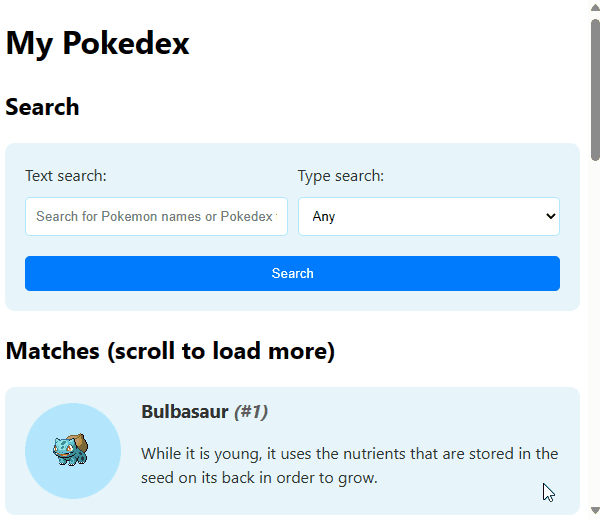 My Pokedex
Search
Text search:
Type search:
Search for Pokemon names or Pokedex
Any
Search
Matches (scroll to load more)
Bulbasaur (#1)
While it is young, it uses the nutrients that are stored in the
seed on its back in order to grow.